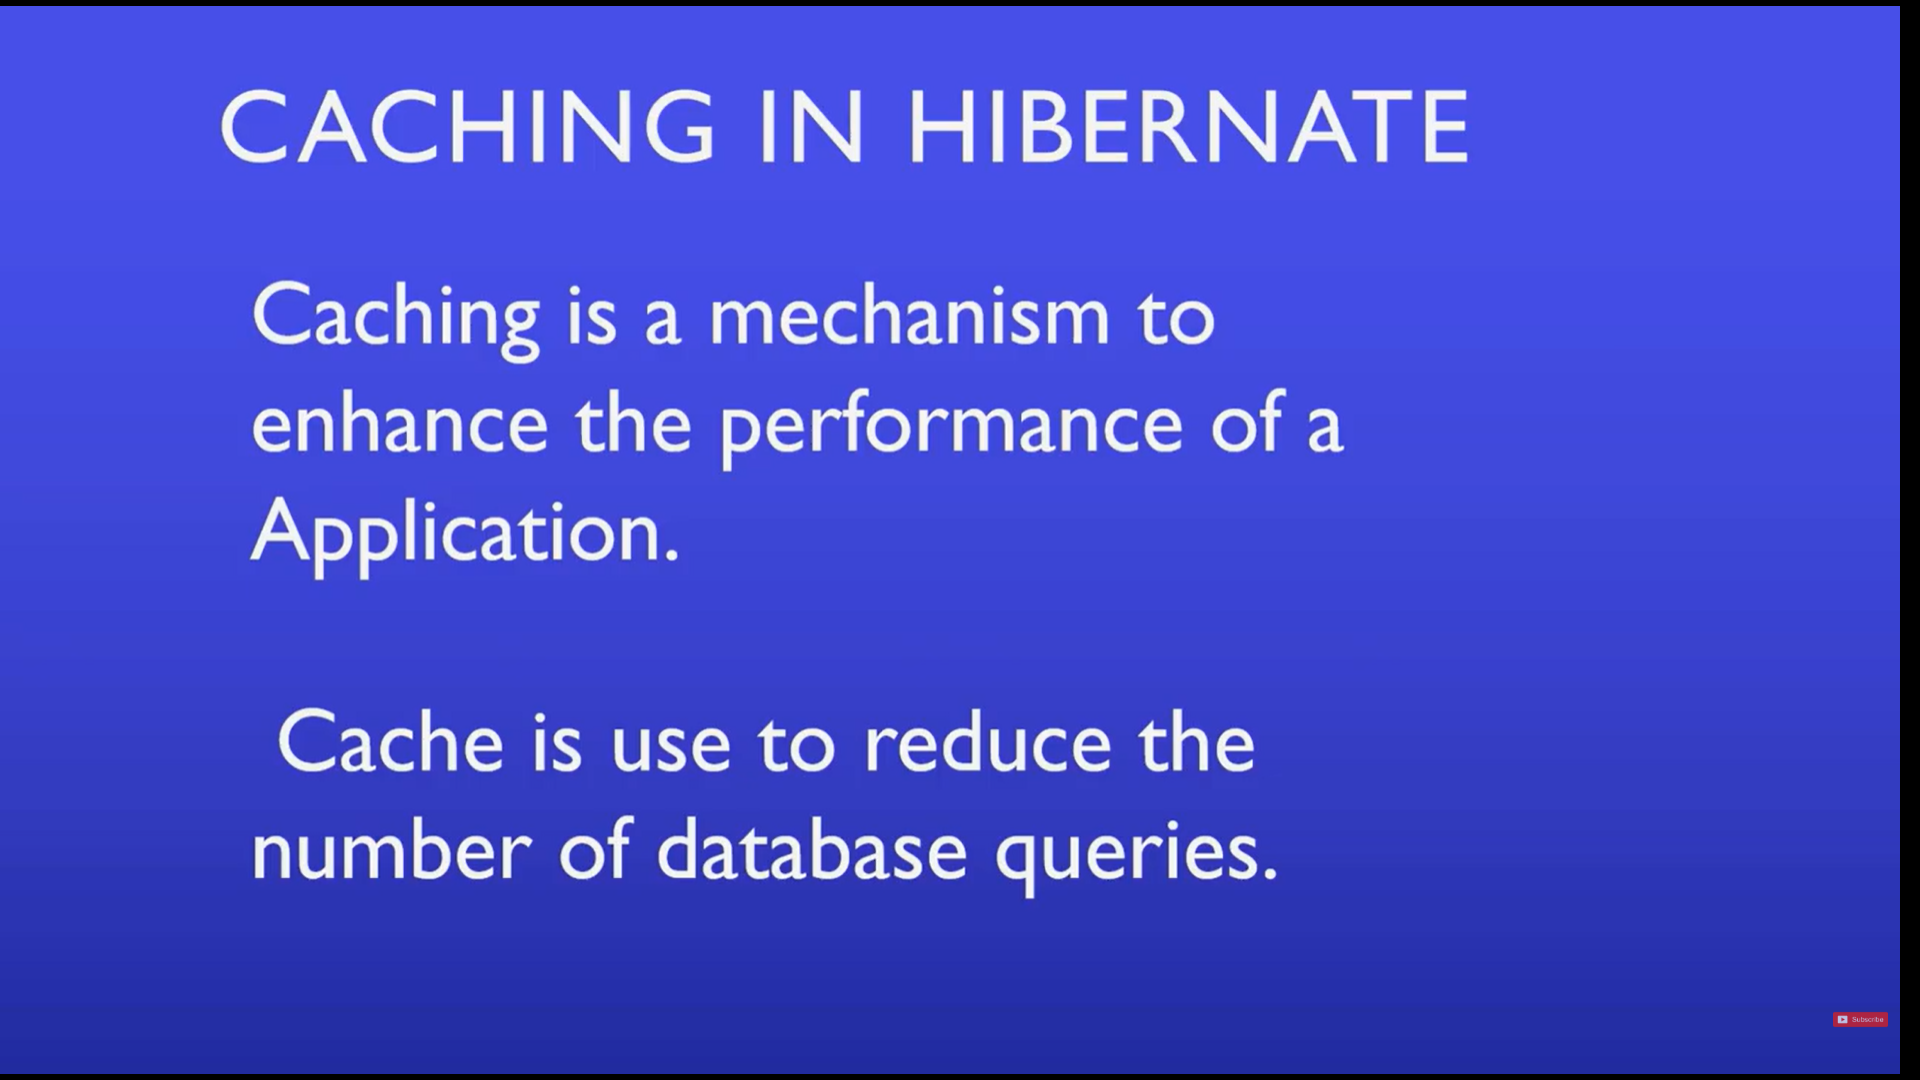 CACHING IN HIBERNATE
Caching is a mechanism to
enhance the performance of a
Application.
Cache is use to reduce the
number of database queries.
Subscribe